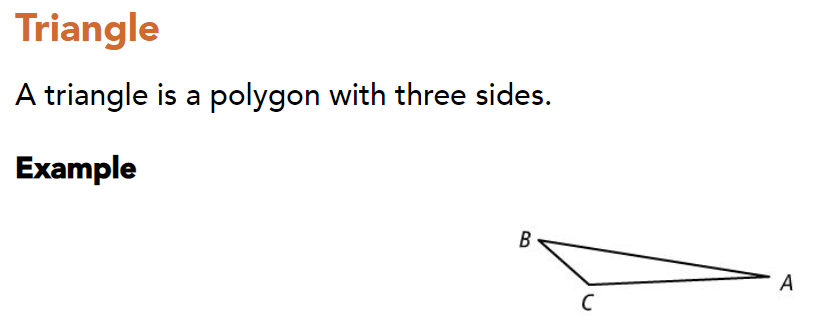 Triangle
A triangle is a polygon with three sides.
Example
B
A
C